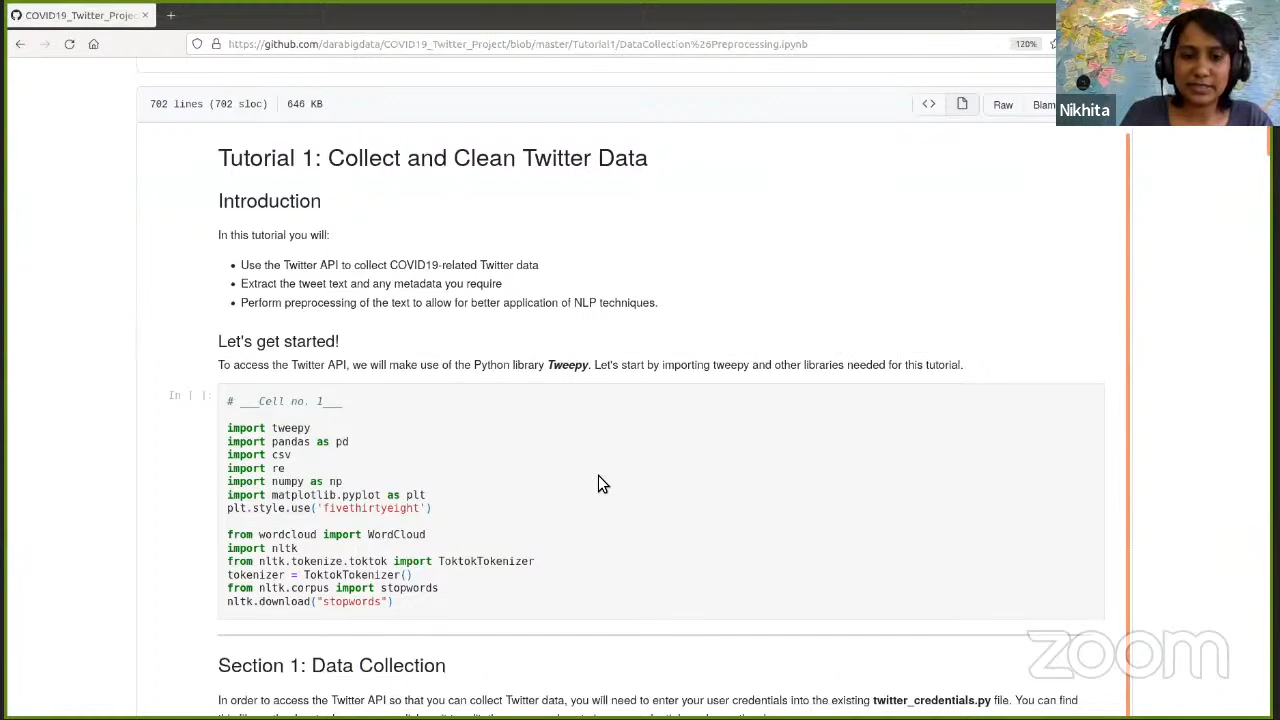 COVID19_Twitter_Projec
https://github.com/darabigdata/COVID19_Twitter_Project/blob/master/Tutorial1/DataCollection%26Preprocessing.ipynb
120%
Nikhita
702 lines (702 sloc)
646 KB
<>
Raw
Blam
Tutorial 1: Collect and Clean Twitter Data
Introduction
In this tutorial you will:
• Use the Twitter API to collect COVID19-related Twitter data
• Extract the tweet text and any metadata you require
• Perform preprocessing of the text to allow for better application of NLP techniques.
Let's get started!
To access the Twitter API, we will make use of the Python library Tweepy. Let's start by importing tweepy and other libraries needed for this tutorial.
In [ ]:
# ___Cell no. 1___
import tweepy
import pandas as pd
import csv
import re
import numpy as np
import matplotlib.pyplot as plt
plt.style.use('fivethirtyeight')
from wordcloud import WordCloud
import nltk
from nltk.tokenize.toktok import ToktokTokenizer
tokenizer = ToktokTokenizer()
from nltk.corpus import stopwords
nltk.download("stopwords")
zoom
Section 1: Data Collection
In order to access the Twitter API so that you can collect Twitter data, you will need to enter your user credentials into the existing twitter_credentials.py file. You can find